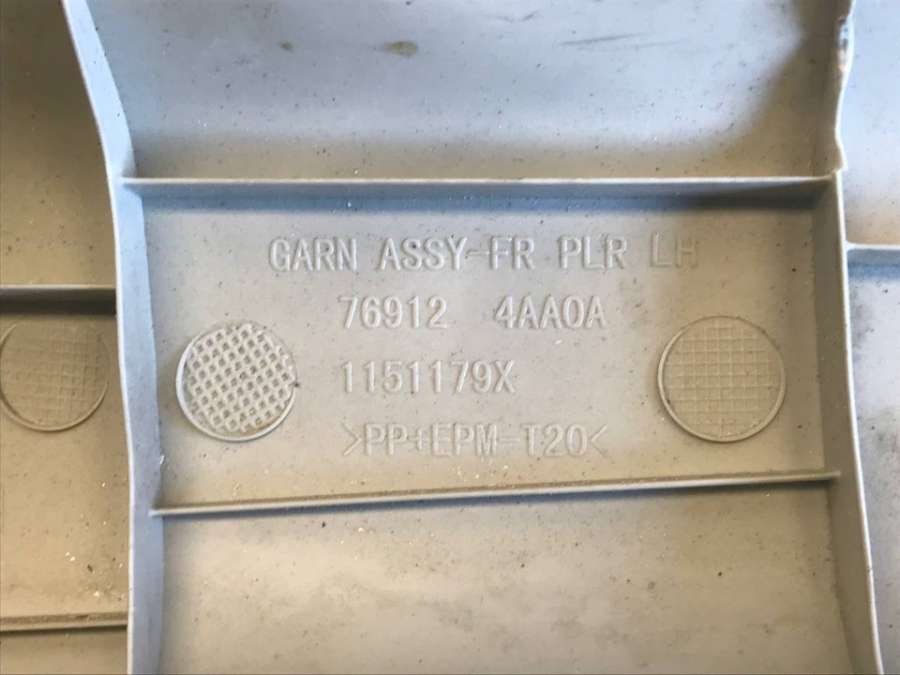 GARN ASSY-FR PLR LH
76912 4AA0A
1151179X
>PP+EPM-T20<